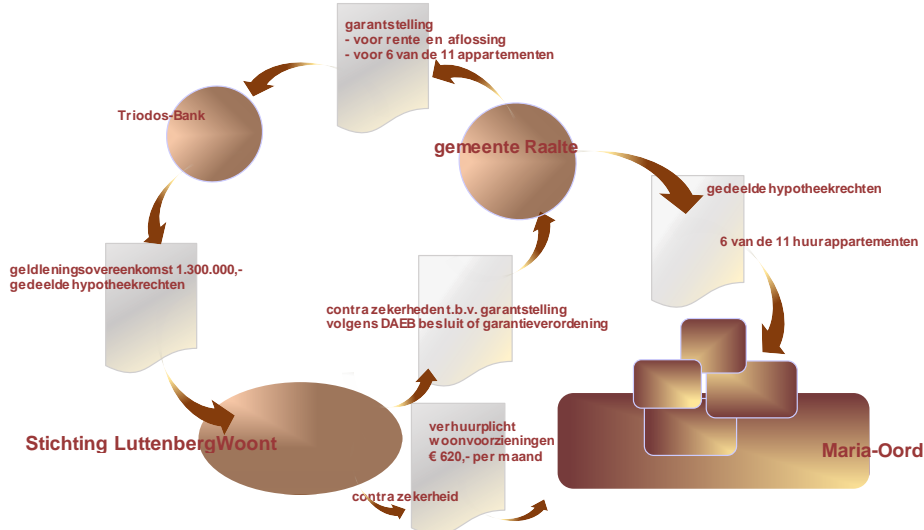 garantstelling
- voor rente en aflossing
- voor 6 van de 11 appartementen
Triodos-Bank
gemeente Raalte
gedeelde hypotheekrechten
6 van de 11 huurappartementen
geldleningsovereenkomst 1.300.000,-
gedeelde hypotheekrechten
contra zekerheden t.b.v. garantstelling
volgens DAEB besluit of garantieverordening
Stichting LuttenbergWoont
verhuurplicht
woonvoorzieningen
€ 620,- per maand
contra zekerheid
Maria-Oord